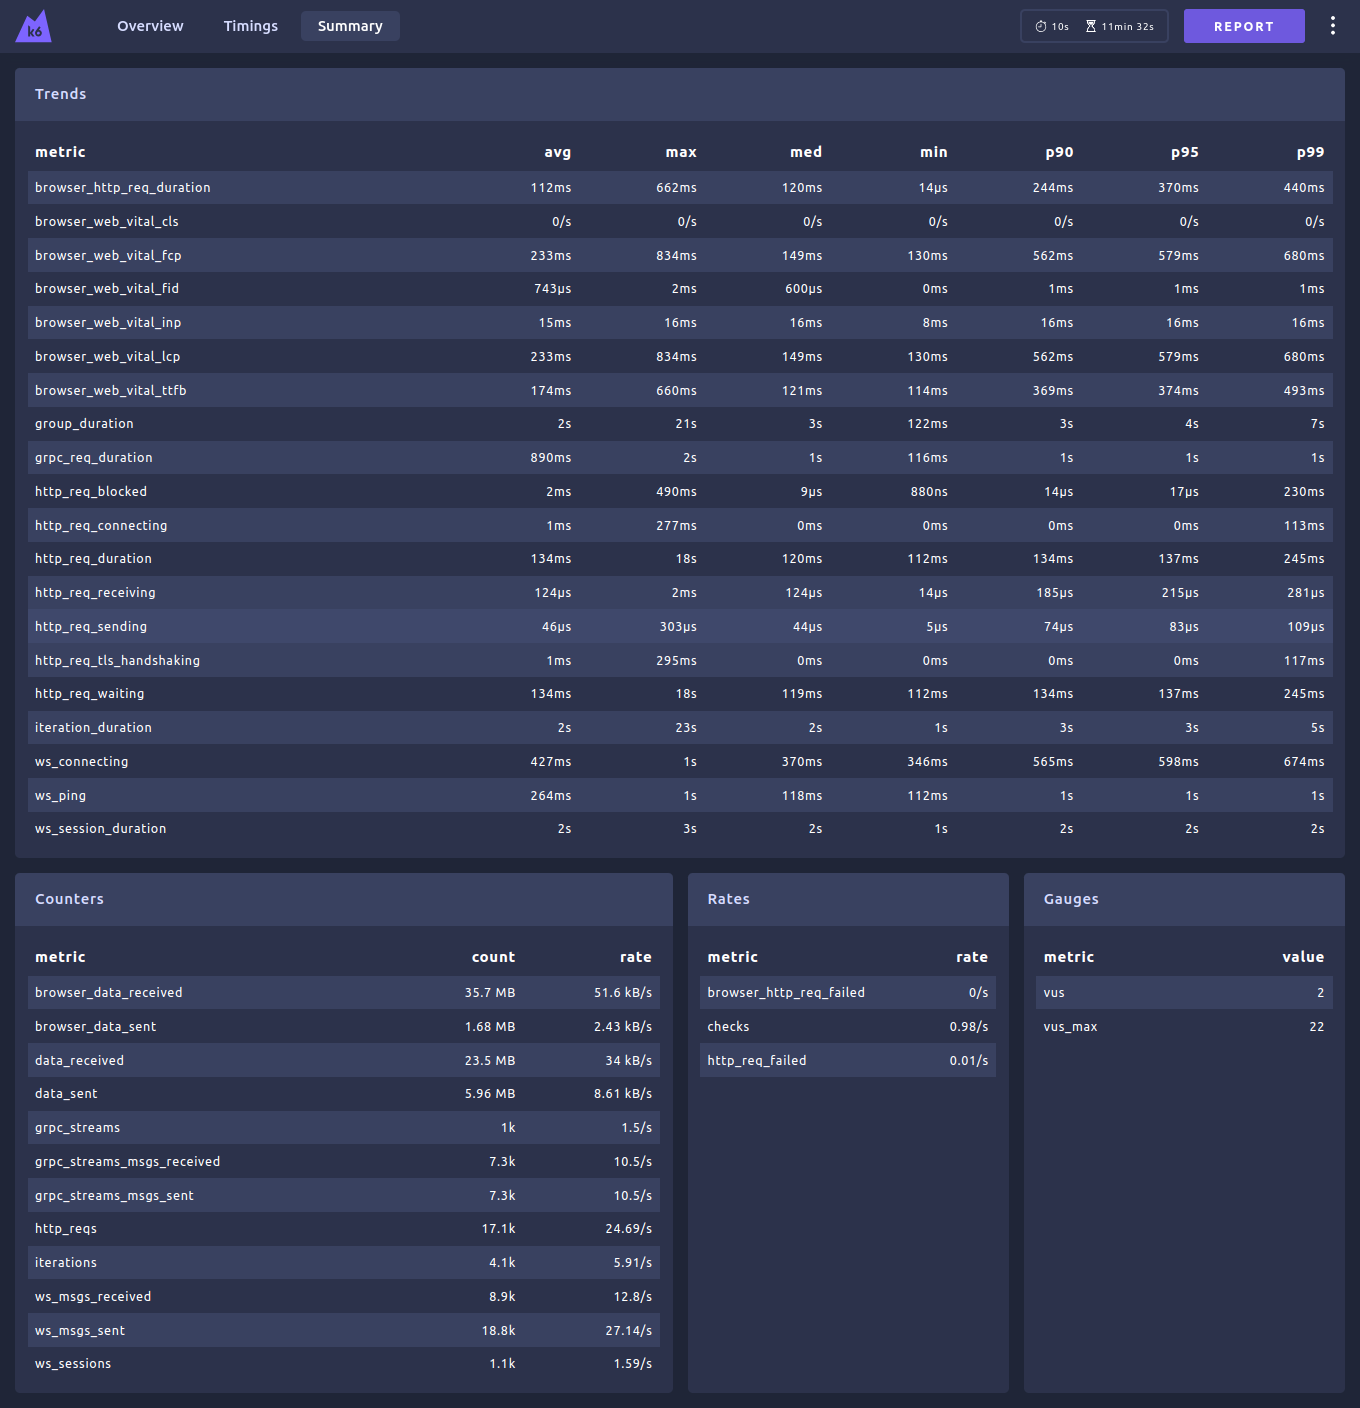 k6 Overview Timings Summary 10s 11min 32s REPORT
Trends
metric avg max med min p90 p95 p99
browser_http_req_duration 112ms 662ms 120ms 14µs 244ms 370ms 440ms
browser_web_vital_cls 0/s 0/s 0/s 0/s 0/s 0/s 0/s
browser_web_vital_fcp 233ms 834ms 149ms 130ms 562ms 579ms 680ms
browser_web_vital_fid 743µs 2ms 600µs 0ms 1ms 1ms 1ms
browser_web_vital_inp 15ms 16ms 16ms 8ms 16ms 16ms 16ms
browser_web_vital_lcp 233ms 834ms 149ms 130ms 562ms 579ms 680ms
browser_web_vital_ttfb 174ms 660ms 121ms 114ms 369ms 374ms 493ms
group_duration 2s 21s 3s 122ms 3s 4s 7s
grpc_req_duration 890ms 2s 1s 116ms 1s 1s 1s
http_req_blocked 2ms 490ms 9µs 880ns 14µs 17µs 230ms
http_req_connecting 1ms 277ms 0ms 0ms 0ms 0ms 113ms
http_req_duration 134ms 18s 120ms 112ms 134ms 137ms 245ms
http_req_receiving 124µs 2ms 124µs 14µs 185µs 215µs 281µs
http_req_sending 46µs 303µs 44µs 5µs 74µs 83µs 109µs
http_req_tls_handshaking 1ms 295ms 0ms 0ms 0ms 0ms 117ms
http_req_waiting 134ms 18s 119ms 112ms 134ms 137ms 245ms
iteration_duration 2s 23s 2s 1s 3s 3s 5s
ws_connecting 427ms 1s 370ms 346ms 565ms 598ms 674ms
ws_ping 264ms 1s 118ms 112ms 1s 1s 1s
ws_session_duration 2s 3s 2s 1s 2s 2s 2s
Counters
metric count rate
browser_data_received 35.7 MB 51.6 kB/s
browser_data_sent 1.68 MB 2.43 kB/s
data_received 23.5 MB 34 kB/s
data_sent 5.96 MB 8.61 kB/s
grpc_streams 1k 1.5/s
grpc_streams_msgs_received 7.3k 10.5/s
grpc_streams_msgs_sent 7.3k 10.5/s
http_reqs 17.1k 24.69/s
iterations 4.1k 5.91/s
ws_msgs_received 8.9k 12.8/s
ws_msgs_sent 18.8k 27.14/s
ws_sessions 1.1k 1.59/s
Rates
metric rate
browser_http_req_failed 0/s
checks 0.98/s
http_req_failed 0.01/s
Gauges
metric value
vus 2
vus_max 22